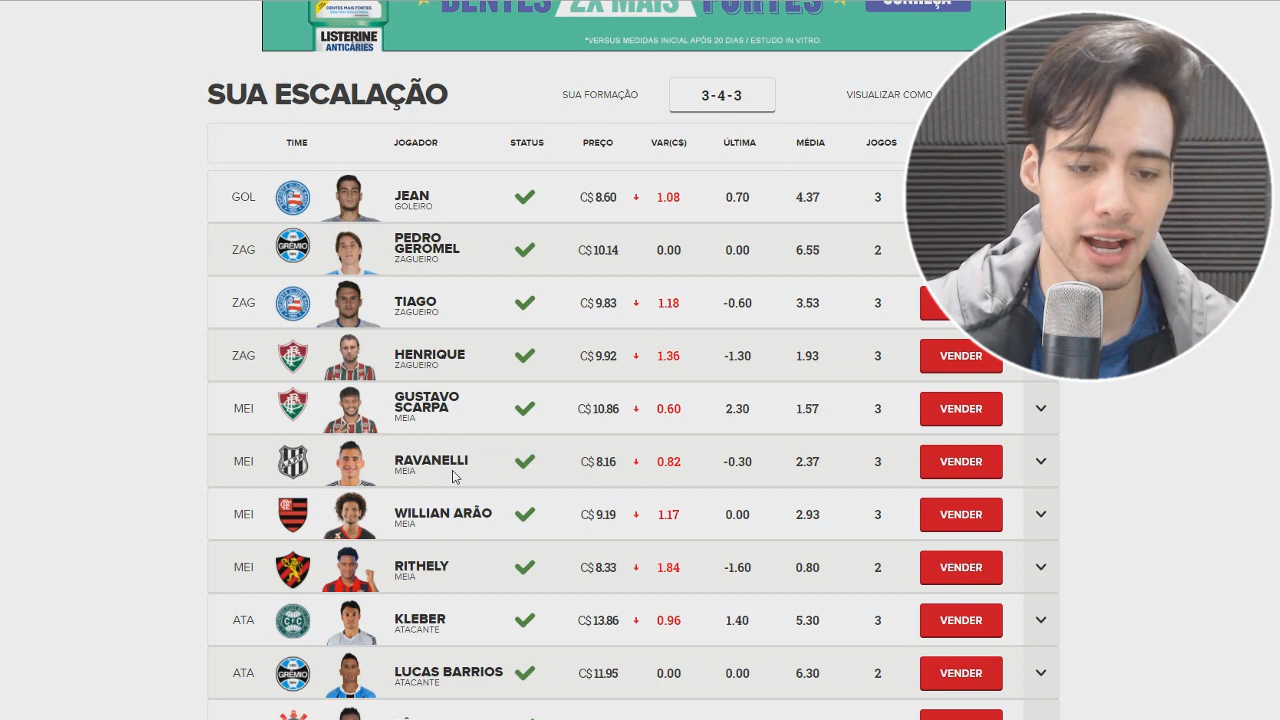 DENTES 2X MAIS FORTES
CONHEÇA
DENTES MAIS FORTES
LISTERINE
ANTICÁRIES
*VERSUS MEDIDAS INICIAL APÓS 20 DIAS / ESTUDO IN VITRO.
SUA ESCALAÇÃO SUA FORMAÇÃO 3-4-3 VISUALIZAR COMO
TIME JOGADOR STATUS PREÇO VAR(C$) ÚLTIMA MÉDIA JOGOS
GOL JEAN C$ 8.60 1.08 0.70 4.37 3
GOLEIRO
ZAG PEDRO GEROMEL C$ 10.14 0.00 0.00 6.55 2
ZAGUEIRO
ZAG TIAGO C$ 9.83 1.18 -0.60 3.53 3
ZAGUEIRO
ZAG HENRIQUE C$ 9.92 1.36 -1.30 1.93 3 VENDER
ZAGUEIRO
MEI GUSTAVO SCARPA C$ 10.86 0.60 2.30 1.57 3 VENDER
MEIA
MEI RAVANELLI C$ 8.16 0.82 -0.30 2.37 3 VENDER
MEIA
MEI WILLIAN ARÃO C$ 9.19 1.17 0.00 2.93 3 VENDER
MEIA
MEI RITHELY C$ 8.33 1.84 -1.60 0.80 2 VENDER
MEIA
ATA KLEBER C$ 13.86 0.96 1.40 5.30 3 VENDER
ATACANTE
ATA LUCAS BARRIOS C$ 11.95 0.00 0.00 6.30 2 VENDER
ATACANTE